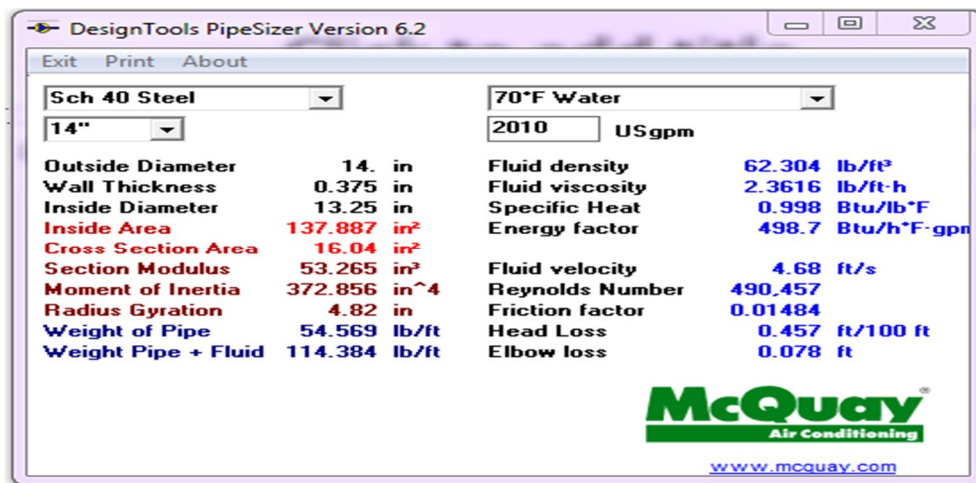 DesignTools PipeSizer Version 6.2
Exit Print About
Sch 40 Steel
14"
70°F Water
2010 USgpm
Outside Diameter 14. in
Wall Thickness 0.375 in
Inside Diameter 13.25 in
Inside Area 137.887 in²
Cross Section Area 16.04 in²
Section Modulus 53.265 in³
Moment of Inertia 372.856 in^4
Radius Gyration 4.82 in
Weight of Pipe 54.569 lb/ft
Weight Pipe + Fluid 114.384 lb/ft
Fluid density 62.304 lb/ft³
Fluid viscosity 2.3616 lb/ft·h
Specific Heat 0.998 Btu/lb°F
Energy factor 498.7 Btu/h°F·gpm
Fluid velocity 4.68 ft/s
Reynolds Number 490,457
Friction factor 0.01484
Head Loss 0.457 ft/100 ft
Elbow loss 0.078 ft
McQuay®
Air Conditioning
www.mcquay.com